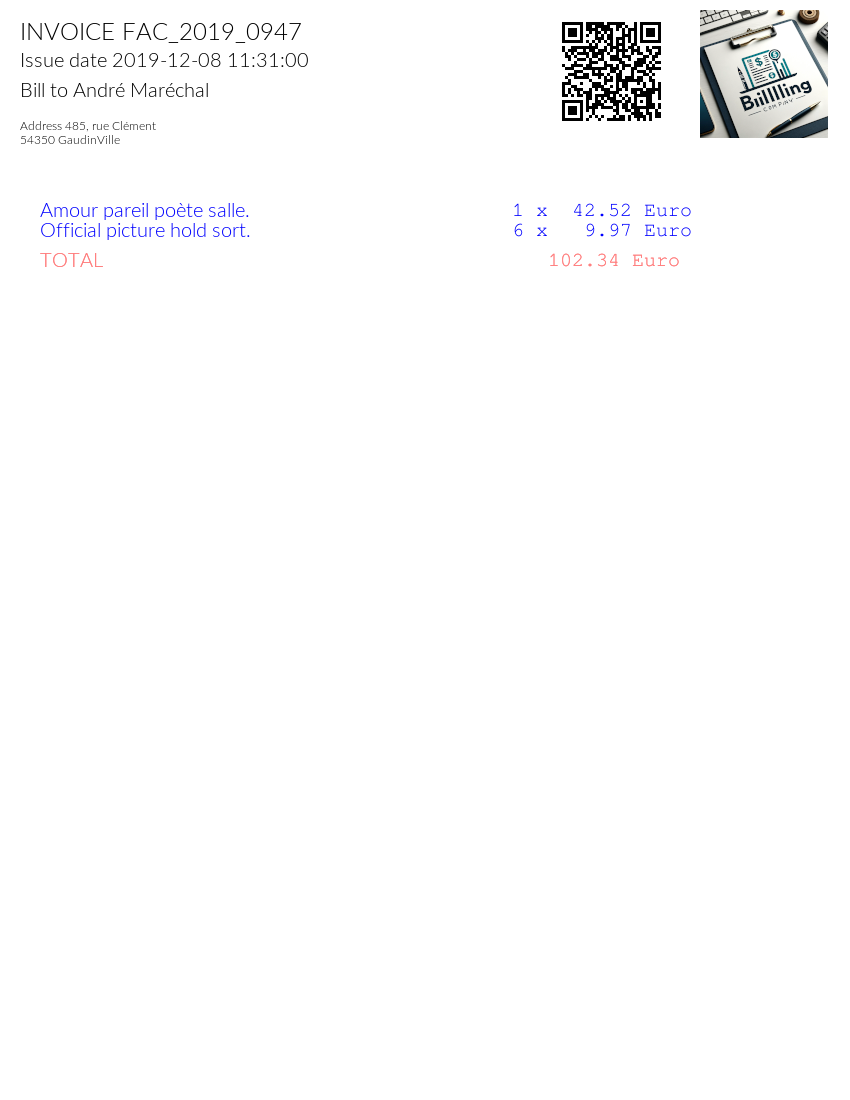 INVOICE FAC_2019_0947
Issue date 2019-12-08 11:31:00
Bill to André Maréchal
Address 485, rue Clément
54350 GaudinVille
Biilllling
COMPANY
Amour pareil poète salle. 1 x 42.52 Euro
Official picture hold sort. 6 x 9.97 Euro
TOTAL 102.34 Euro